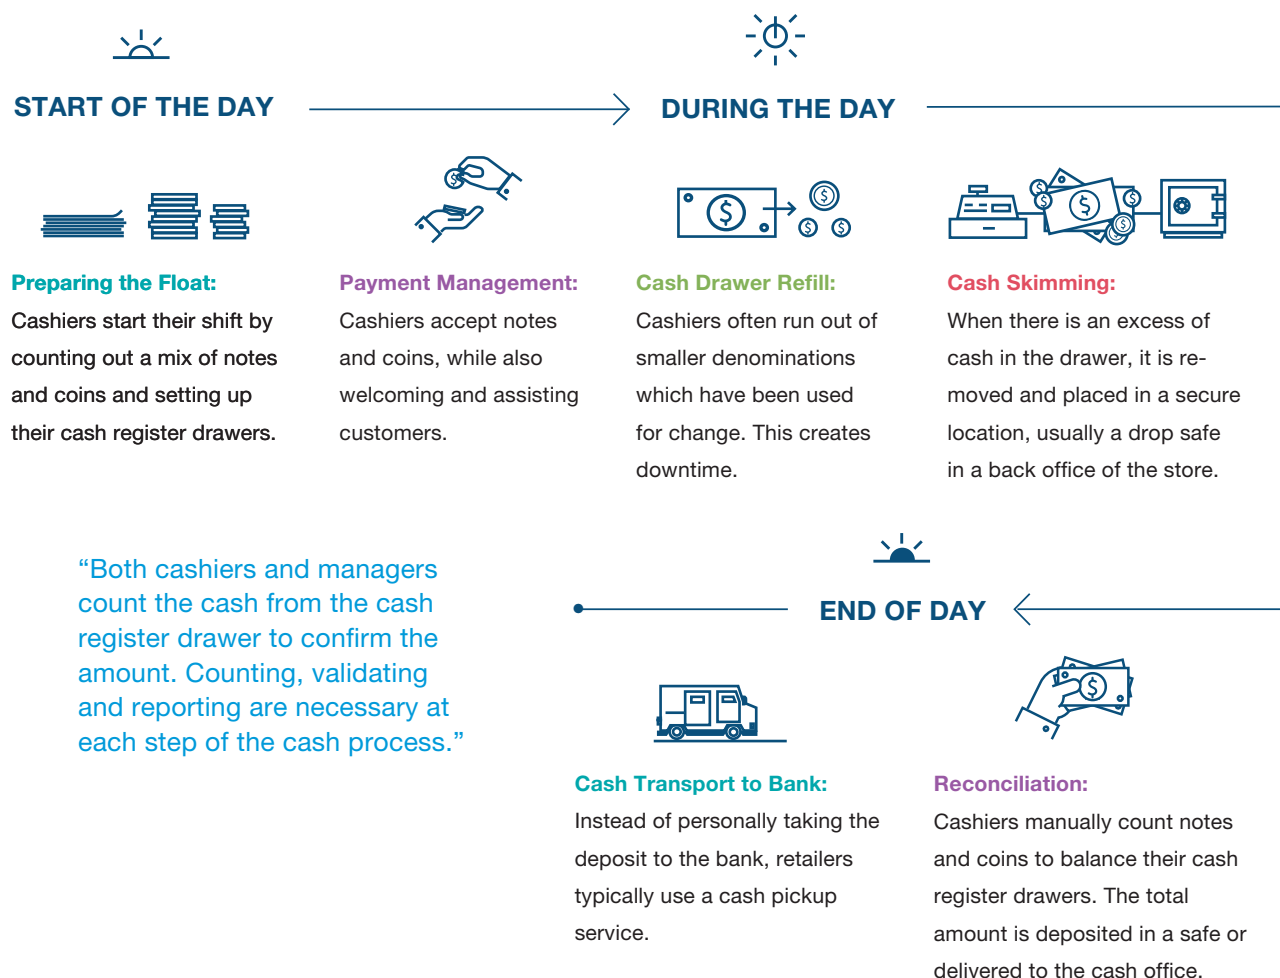 START OF THE DAY
DURING THE DAY
Preparing the Float:
Cashiers start their shift by
counting out a mix of notes
and coins and setting up
their cash register drawers.
Payment Management:
Cashiers accept notes
and coins, while also
welcoming and assisting
customers.
Cash Drawer Refill:
Cashiers often run out of
smaller denominations
which have been used
for change. This creates
downtime.
Cash Skimming:
When there is an excess of
cash in the drawer, it is re-
moved and placed in a secure
location, usually a drop safe
in a back office of the store.
“Both cashiers and managers
count the cash from the cash
register drawer to confirm the
amount. Counting, validating
and reporting are necessary at
each step of the cash process.”
END OF DAY
Cash Transport to Bank:
Instead of personally taking the
deposit to the bank, retailers
typically use a cash pickup
service.
Reconciliation:
Cashiers manually count notes
and coins to balance their cash
register drawers. The total
amount is deposited in a safe or
delivered to the cash office.